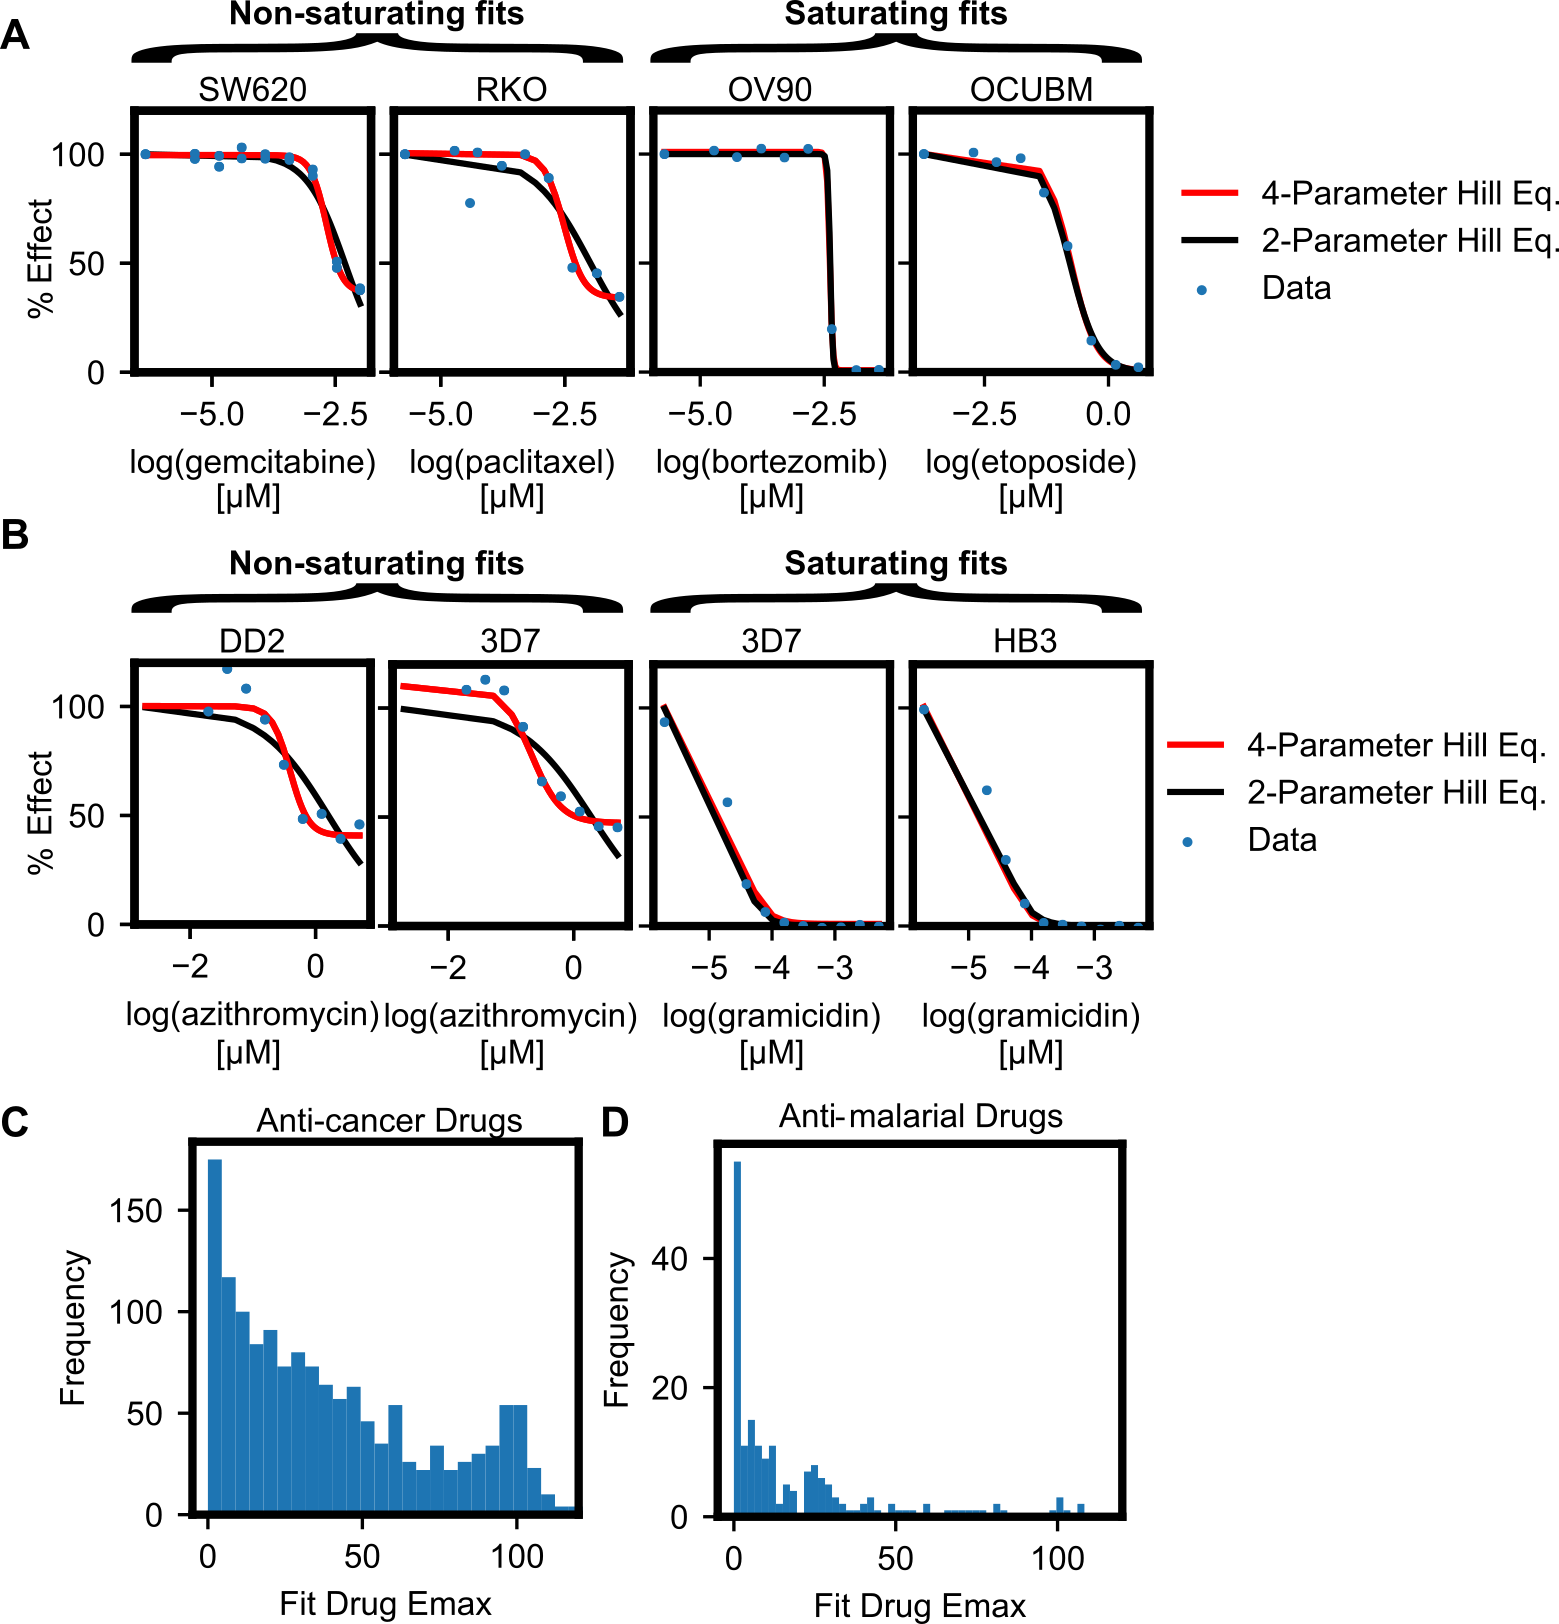 A
Non-saturating fits
Saturating fits
SW620
RKO
OV90
OCUBM
100
50
0
% Effect
−5.0
−2.5
−5.0
−2.5
−5.0
−2.5
−2.5
0.0
log(gemcitabine)
[µM]
log(paclitaxel)
[µM]
log(bortezomib)
[µM]
log(etoposide)
[µM]
4-Parameter Hill Eq.
2-Parameter Hill Eq.
Data
B
Non-saturating fits
Saturating fits
DD2
3D7
3D7
HB3
100
50
0
% Effect
−2
0
−2
0
−5
−4
−3
−5
−4
−3
log(azithromycin)
[µM]
log(azithromycin)
[µM]
log(gramicidin)
[µM]
log(gramicidin)
[µM]
4-Parameter Hill Eq.
2-Parameter Hill Eq.
Data
C
Anti-cancer Drugs
150
100
50
0
Frequency
0
50
100
Fit Drug Emax
D
Anti-malarial Drugs
40
20
0
Frequency
0
50
100
Fit Drug Emax